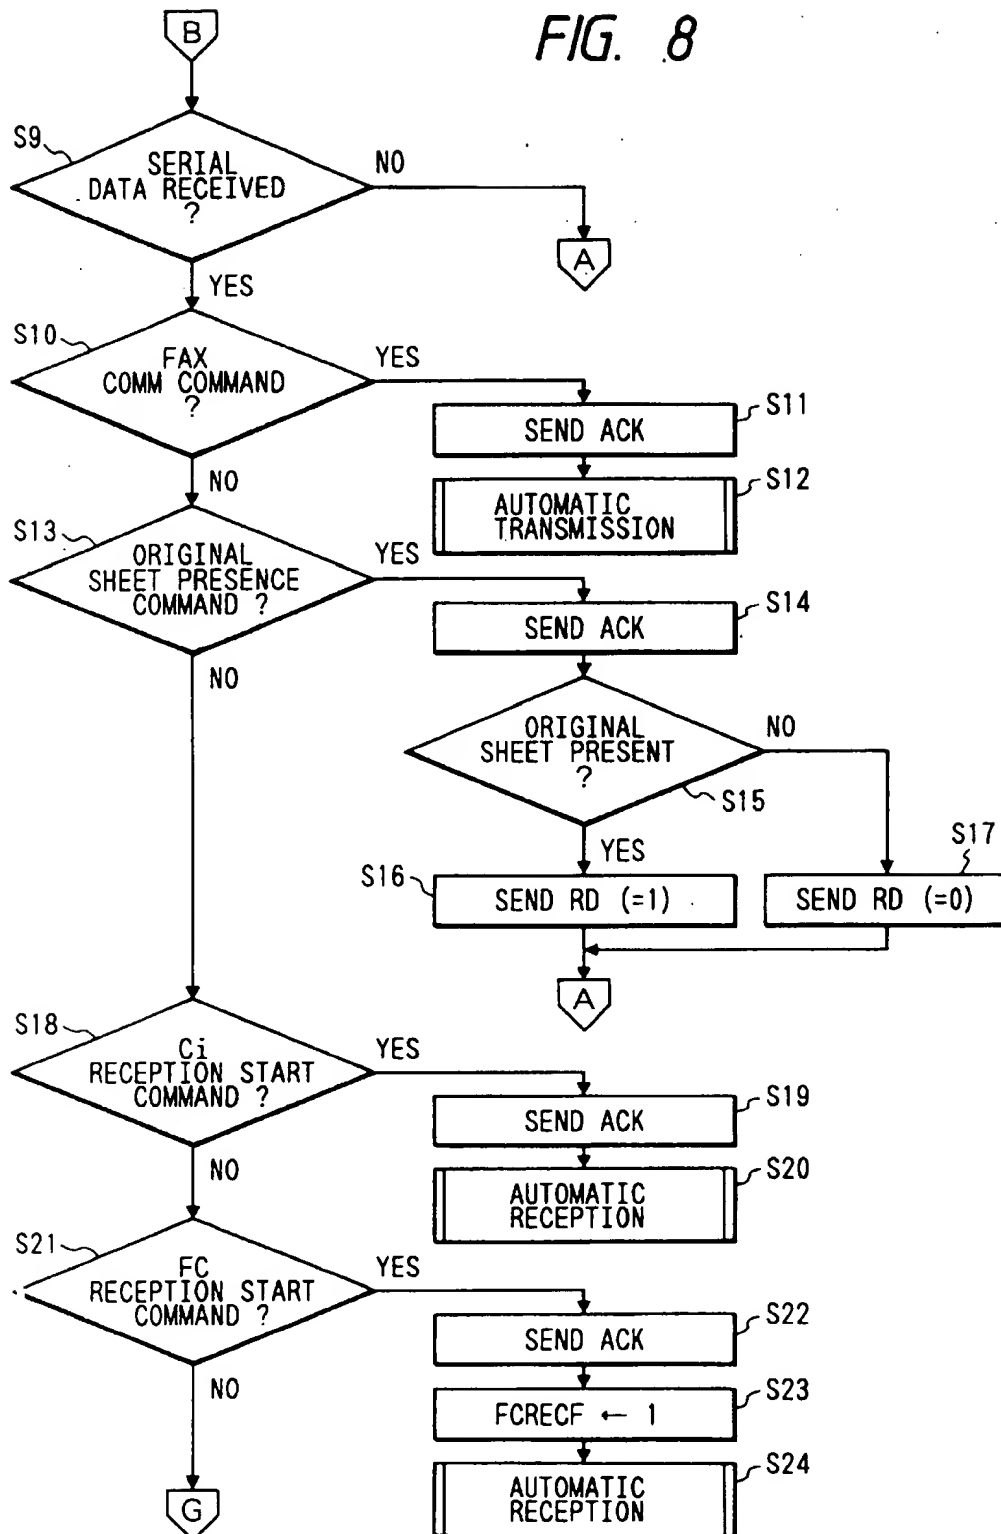 FIG. 8
B
S9
SERIAL
DATA RECEIVED
?
NO
A
YES
S10
FAX
COMM COMMAND
?
YES
SEND ACK
S11
AUTOMATIC
TRANSMISSION
S12
NO
S13
ORIGINAL
SHEET PRESENCE
COMMAND ?
YES
SEND ACK
S14
NO
ORIGINAL
SHEET PRESENT
?
NO
S15
YES
S16
SEND RD (=1)
S17
SEND RD (=0)
A
S18
Ci
RECEPTION START
COMMAND ?
YES
SEND ACK
S19
AUTOMATIC
RECEPTION
S20
NO
S21
FC
RECEPTION START
COMMAND ?
YES
SEND ACK
S22
FCRECF ← 1
S23
AUTOMATIC
RECEPTION
S24
NO
G